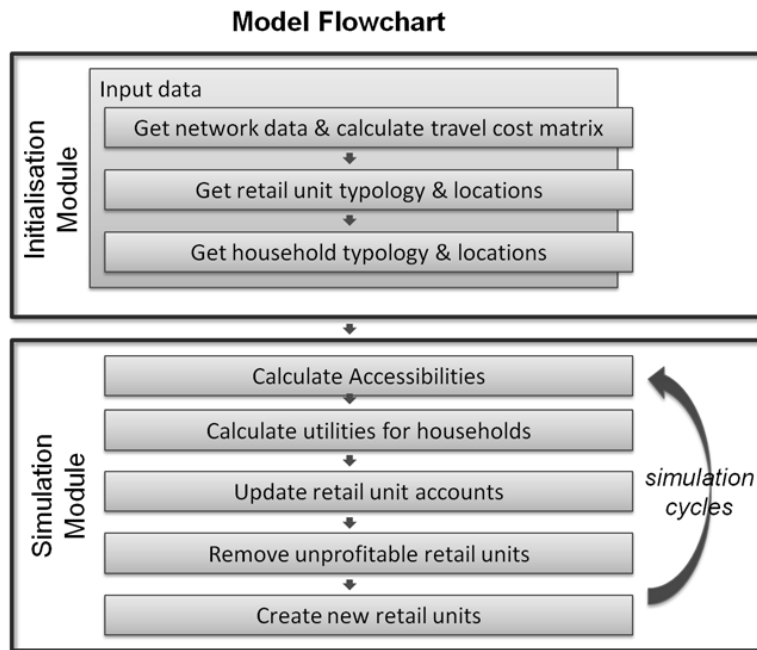 Model Flowchart
Initialisation
Module
Input data
Get network data & calculate travel cost matrix
Get retail unit typology & locations
Get household typology & locations
Simulation
Module
Calculate Accessibilities
Calculate utilities for households
Update retail unit accounts
Remove unprofitable retail units
Create new retail units
simulation
cycles